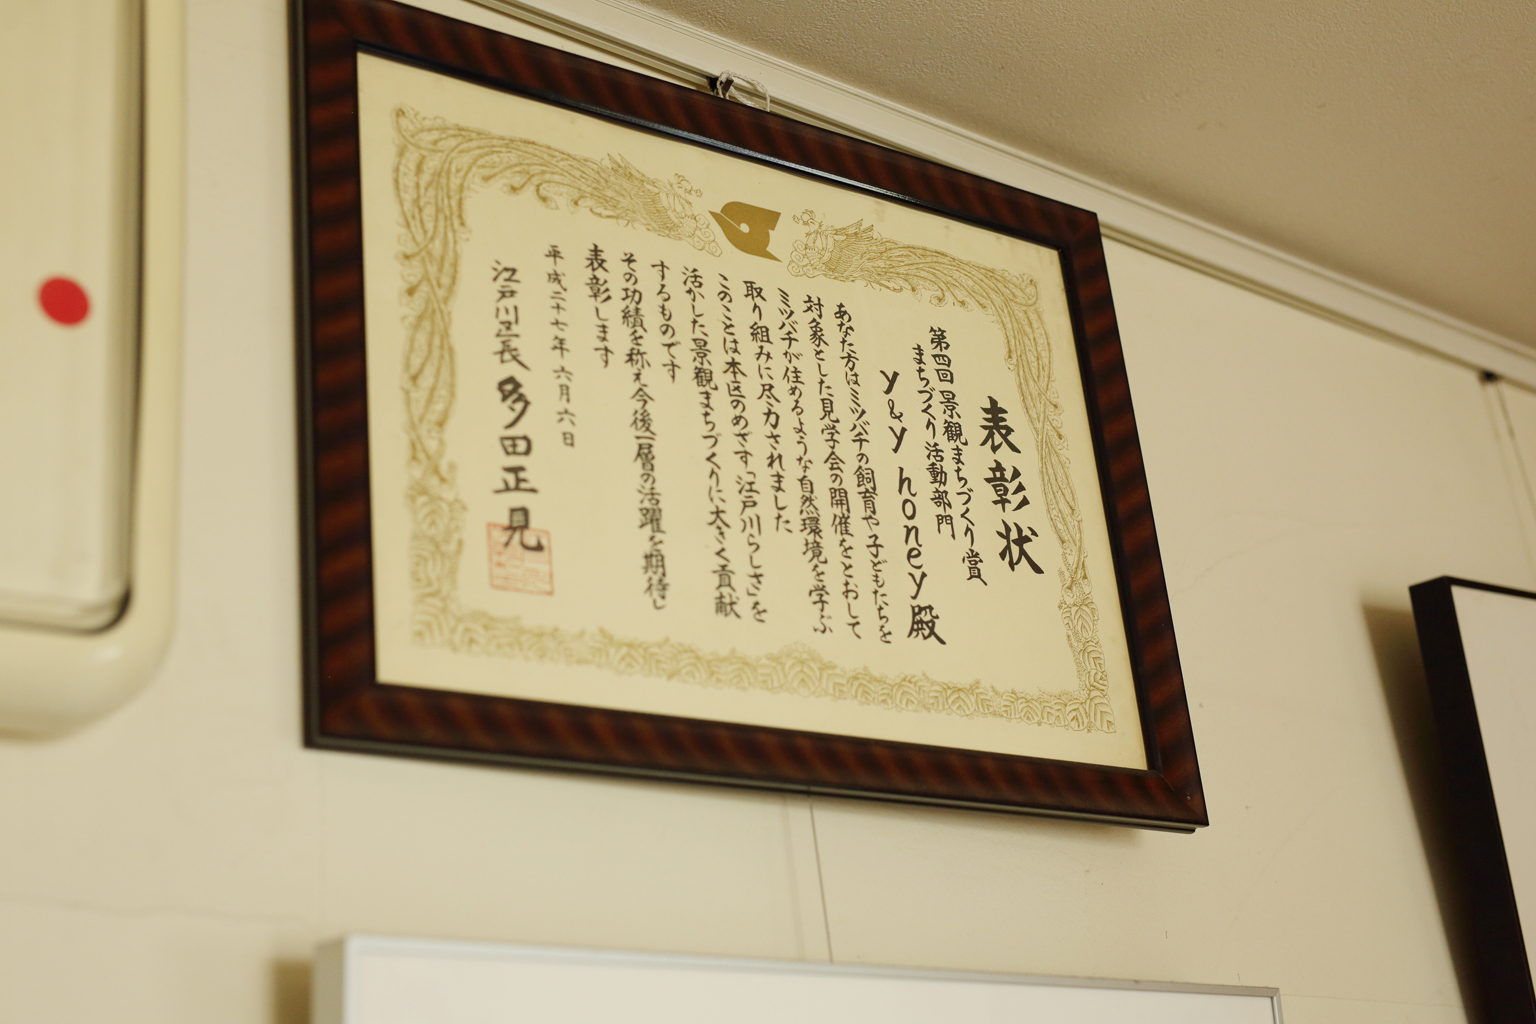 表彰状
第四回 景観まちづくり賞
まちづくり活動部門
y&y honey 殿
あなた方はミツバチの飼育や子どもたちを
対象とした見学会の開催をとおして
ミツバチが住めるような自然環境を学ぶ
取り組みに尽力されました
このことは本区のめざす「江戸川らしさ」を
活かした景観まちづくりに大きく貢献
するものです
その功績を称え今後一層の活躍を期待し
表彰します
平成二十七年 六月六日
江戸川区長 多田正見